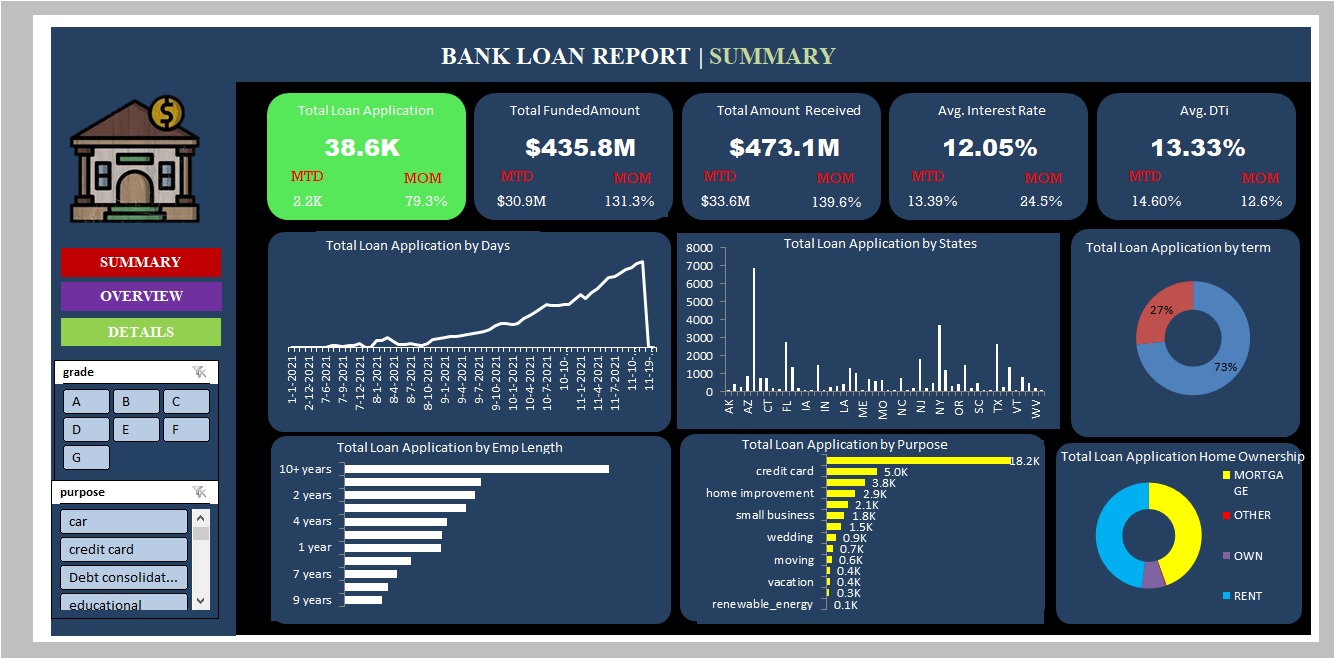 BANK LOAN REPORT | SUMMARY
Total Loan Application
38.6K
MTD MOM
2.2K 79.3%
Total FundedAmount
$435.8M
MTD MOM
$30.9M 131.3%
Total Amount Received
$473.1M
MTD MOM
$33.6M 139.6%
Avg. Interest Rate
12.05%
MTD MOM
13.39% 24.5%
Avg. DTi
13.33%
MTD MOM
14.60% 12.6%
SUMMARY
OVERVIEW
DETAILS
grade
A B C
D E F
G
purpose
car
credit card
Debt consolidat...
educational
Total Loan Application by Days
1-1-2021
2-12-2021
7-6-2021
7-9-2021
7-12-2021
8-1-2021
8-4-2021
8-7-2021
8-10-2021
9-1-2021
9-4-2021
9-7-2021
9-10-2021
10-1-2021
10-4-2021
10-7-2021
10-10-..
11-1-2021
11-4-2021
11-7-2021
11-10-..
11-19-..
Total Loan Application by States
8000
7000
6000
5000
4000
3000
2000
1000
0
AK
AZ
CT
FL
IA
IN
LA
ME
MO
NC
NJ
NY
OR
SC
TX
VT
WV
Total Loan Application by term
27%
73%
Total Loan Application by Emp Length
10+ years
2 years
4 years
1 year
7 years
9 years
Total Loan Application by Purpose
18.2K
credit card 5.0K
3.8K
home improvement 2.9K
2.1K
small business 1.8K
1.5K
wedding 0.9K
0.7K
moving 0.6K
0.4K
vacation 0.4K
0.3K
renewable_energy 0.1K
Total Loan Application Home Ownership
MORTGA
GE
OTHER
OWN
RENT